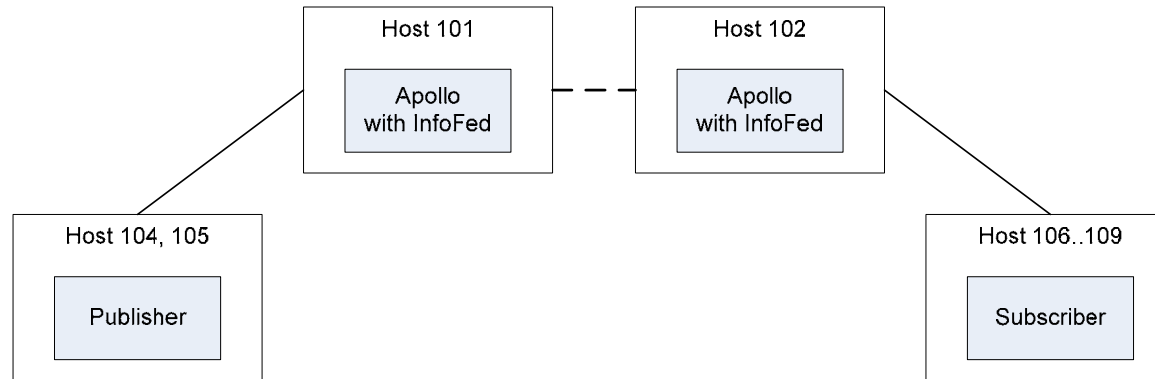 Host 101
Apollo
with InfoFed
Host 102
Apollo
with InfoFed
Host 104, 105
Publisher
Host 106..109
Subscriber